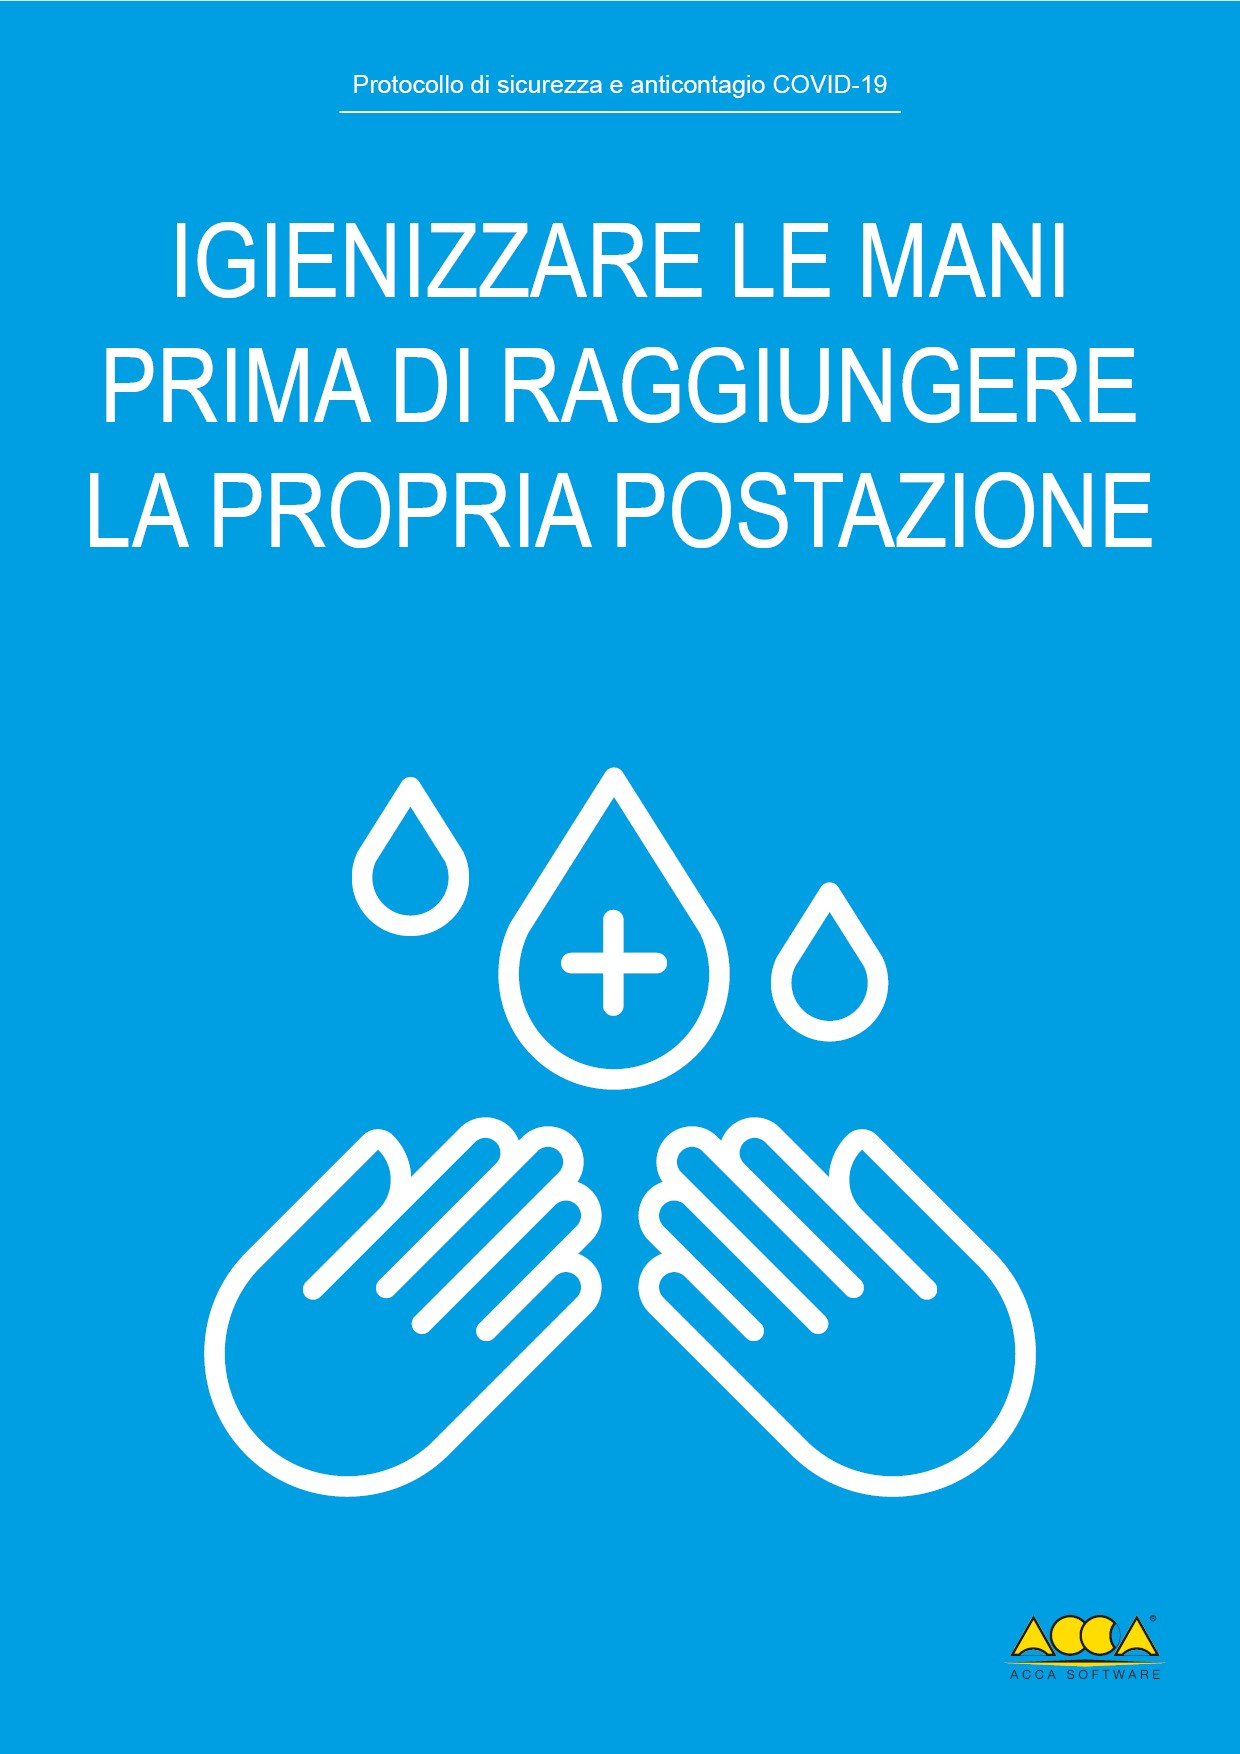 Protocollo di sicurezza e anticontagio COVID-19
IGIENIZZARE LE MANI
PRIMA DI RAGGIUNGERE
LA PROPRIA POSTAZIONE
ACCA®
ACCA SOFTWARE